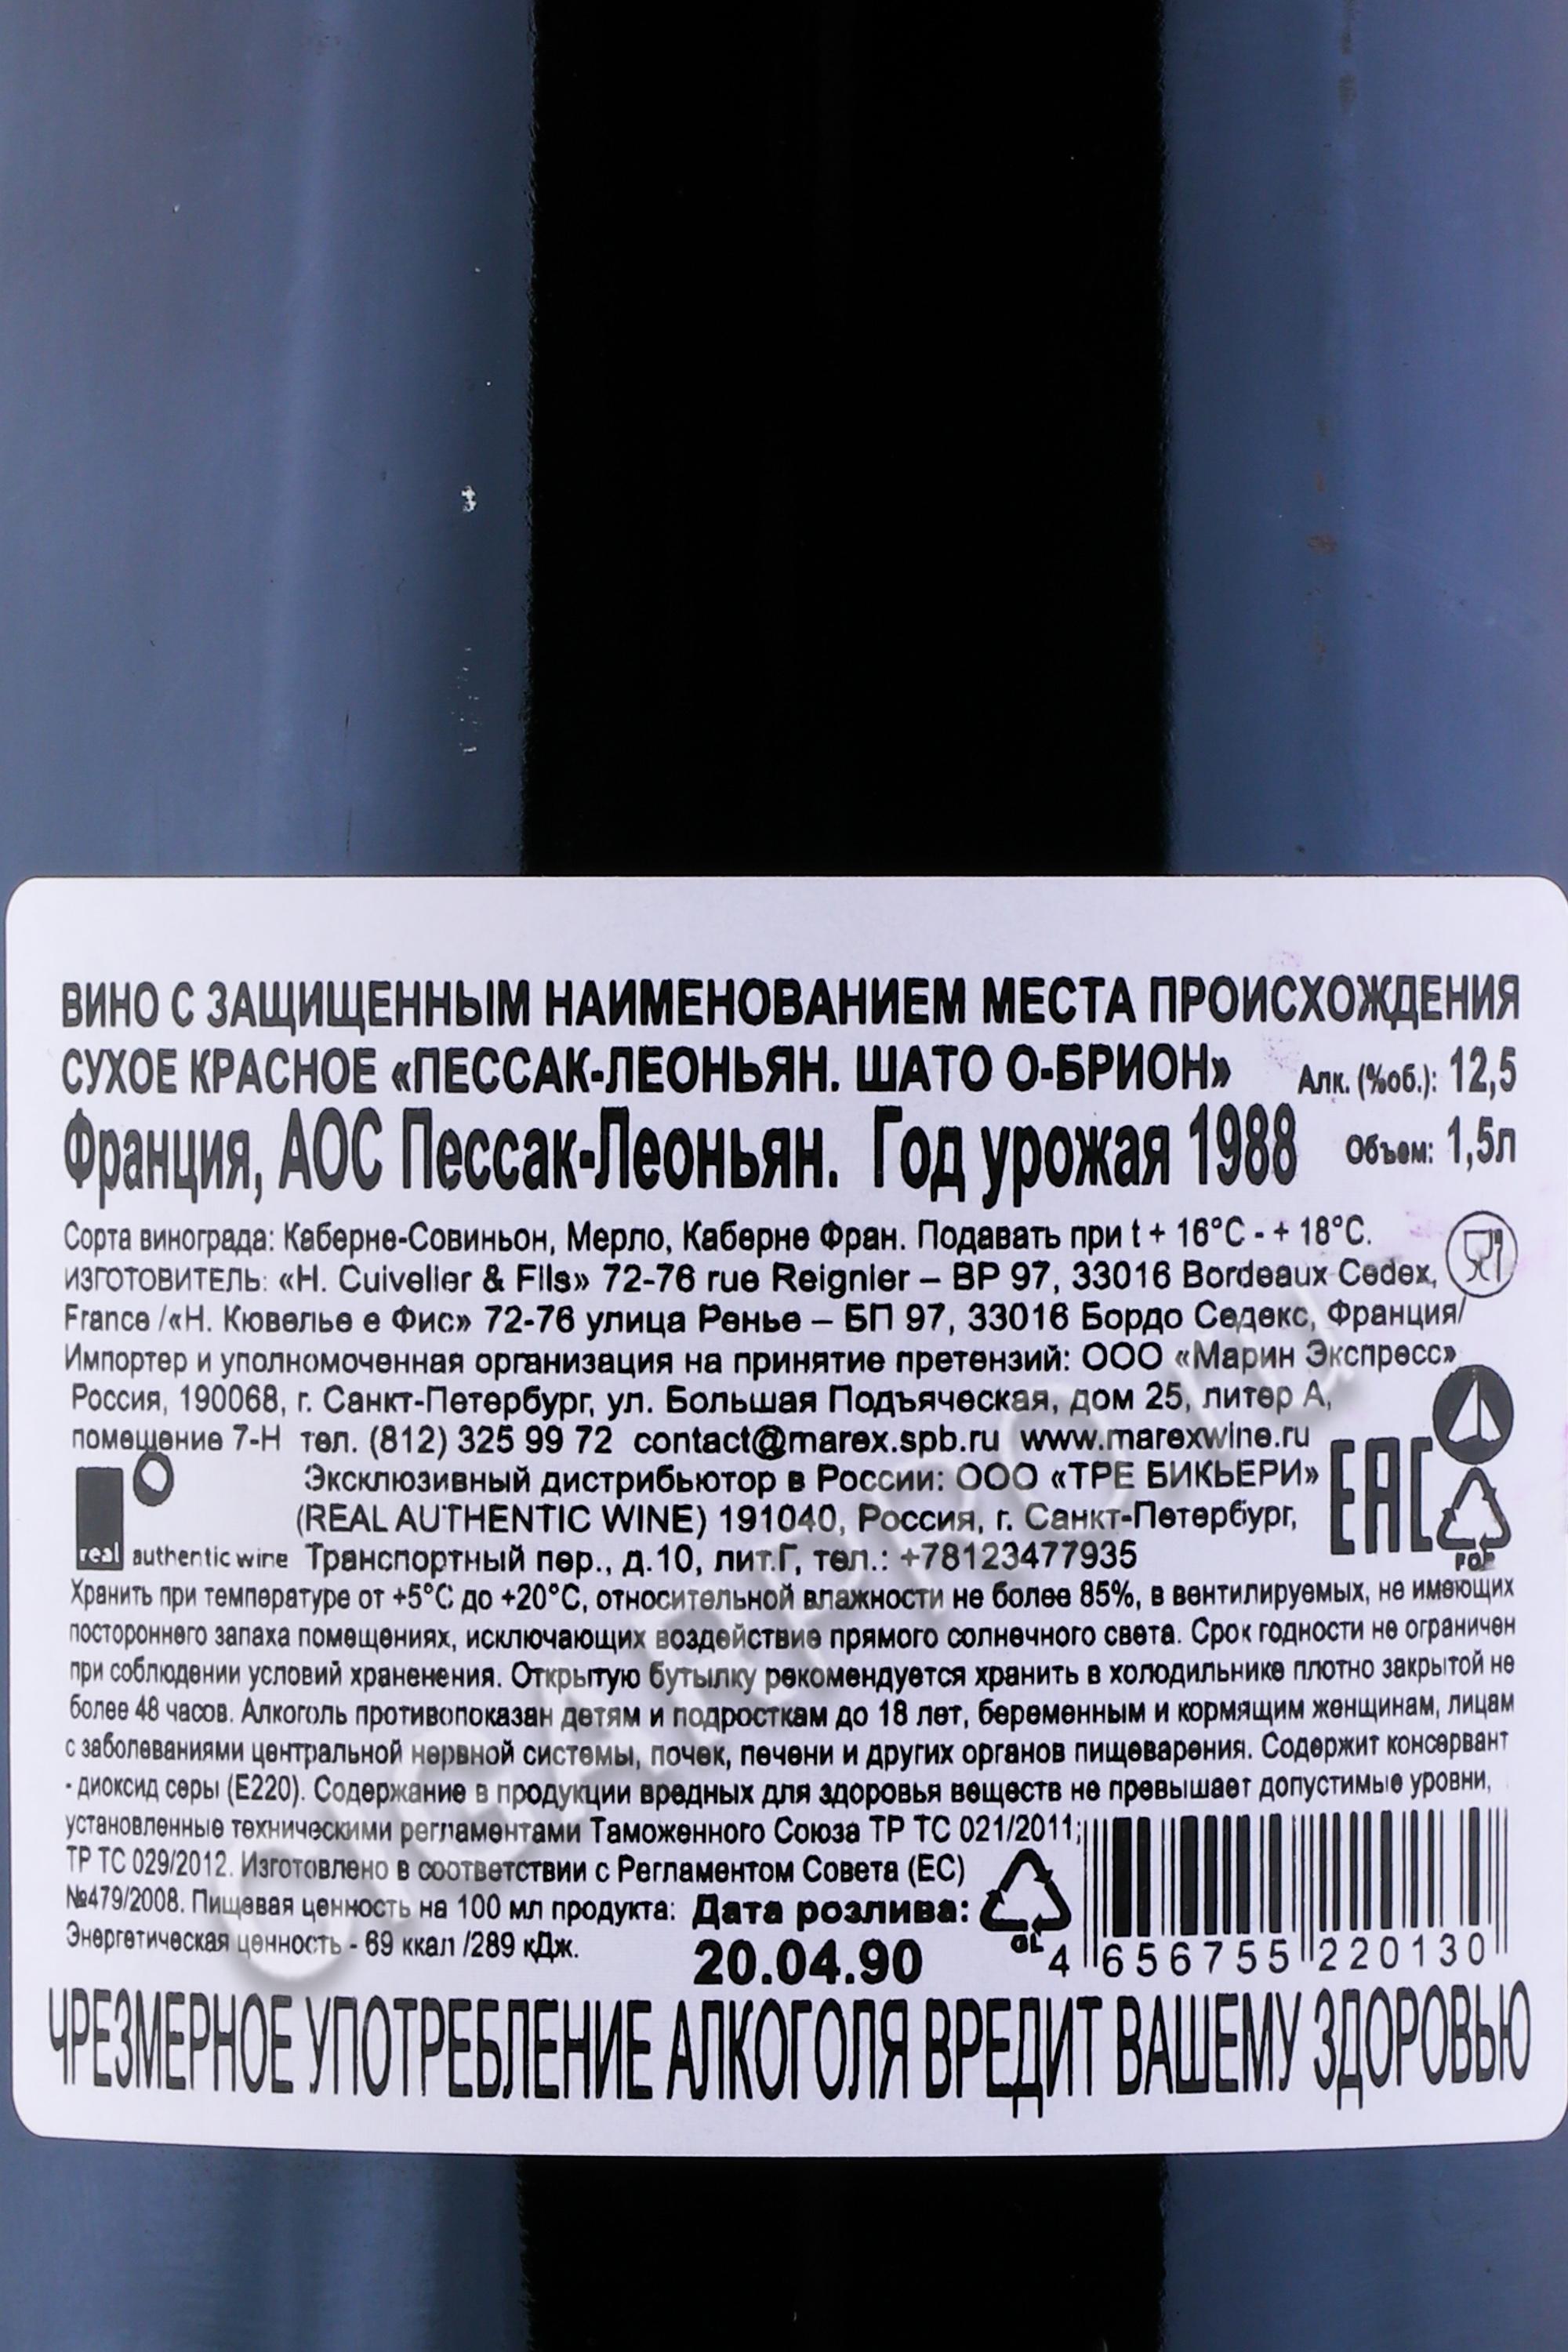 ВИНО С ЗАЩИЩЕННЫМ НАИМЕНОВАНИЕМ МЕСТА ПРОИСХОЖДЕНИЯ
СУХОЕ КРАСНОЕ «ПЕССАК-ЛЕОНЬЯН. ШАТО О-БРИОН» Алк. (%об.): 12,5
Франция, АОС Пессак-Леоньян. Год урожая 1988 Объем: 1,5л
Сорта винограда: Каберне-Совиньон, Мерло, Каберне Фран. Подавать при t + 16°C - + 18°C.
ИЗГОТОВИТЕЛЬ: «H. Cuvelier & Fils» 72-76 rue Reignier – BP 97, 33016 Bordeaux Cedex,
France /«Н. Кювелье е Фис» 72-76 улица Ренье – БП 97, 33016 Бордо Седекс, Франция/
Импортер и уполномоченная организация на принятие претензий: ООО «Марин Экспресс»
Россия, 190068, г. Санкт-Петербург, ул. Большая Подъяческая, дом 25, литер А,
помещение 7-Н тел. (812) 325 99 72 contact@marex.spb.ru www.marexwine.ru
Эксклюзивный дистрибьютор в России: ООО «ТРЕ БИКЬЕРИ»
(REAL AUTHENTIC WINE) 191040, Россия, г. Санкт-Петербург,
real authentic wine Транспортный пер., д.10, лит.Г, тел.: +78123477935
EAC
FOR
Хранить при температуре от +5°C до +20°C, относительной влажности не более 85%, в вентилируемых, не имеющих
постороннего запаха помещениях, исключающих воздействие прямого солнечного света. Срок годности не ограничен
при соблюдении условий храненения. Открытую бутылку рекомендуется хранить в холодильнике плотно закрытой не
более 48 часов. Алкоголь противопоказан детям и подросткам до 18 лет, беременным и кормящим женщинам, лицам
с заболеваниями центральной нервной системы, почек, печени и других органов пищеварения. Содержит консервант
- диоксид серы (Е220). Содержание в продукции вредных для здоровья веществ не превышает допустимые уровни,
установленные техническими регламентами Таможенного Союза ТР ТС 021/2011;
ТР ТС 029/2012. Изготовлено в соответствии с Регламентом Совета (ЕС)
№479/2008. Пищевая ценность на 100 мл продукта: Дата розлива:
Энергетическая ценность - 69 ккал /289 кДж. 20.04.90
GL
4 656755 220130
ЧРЕЗМЕРНОЕ УПОТРЕБЛЕНИЕ АЛКОГОЛЯ ВРЕДИТ ВАШЕМУ ЗДОРОВЬЮ
CIGARPRO.ru